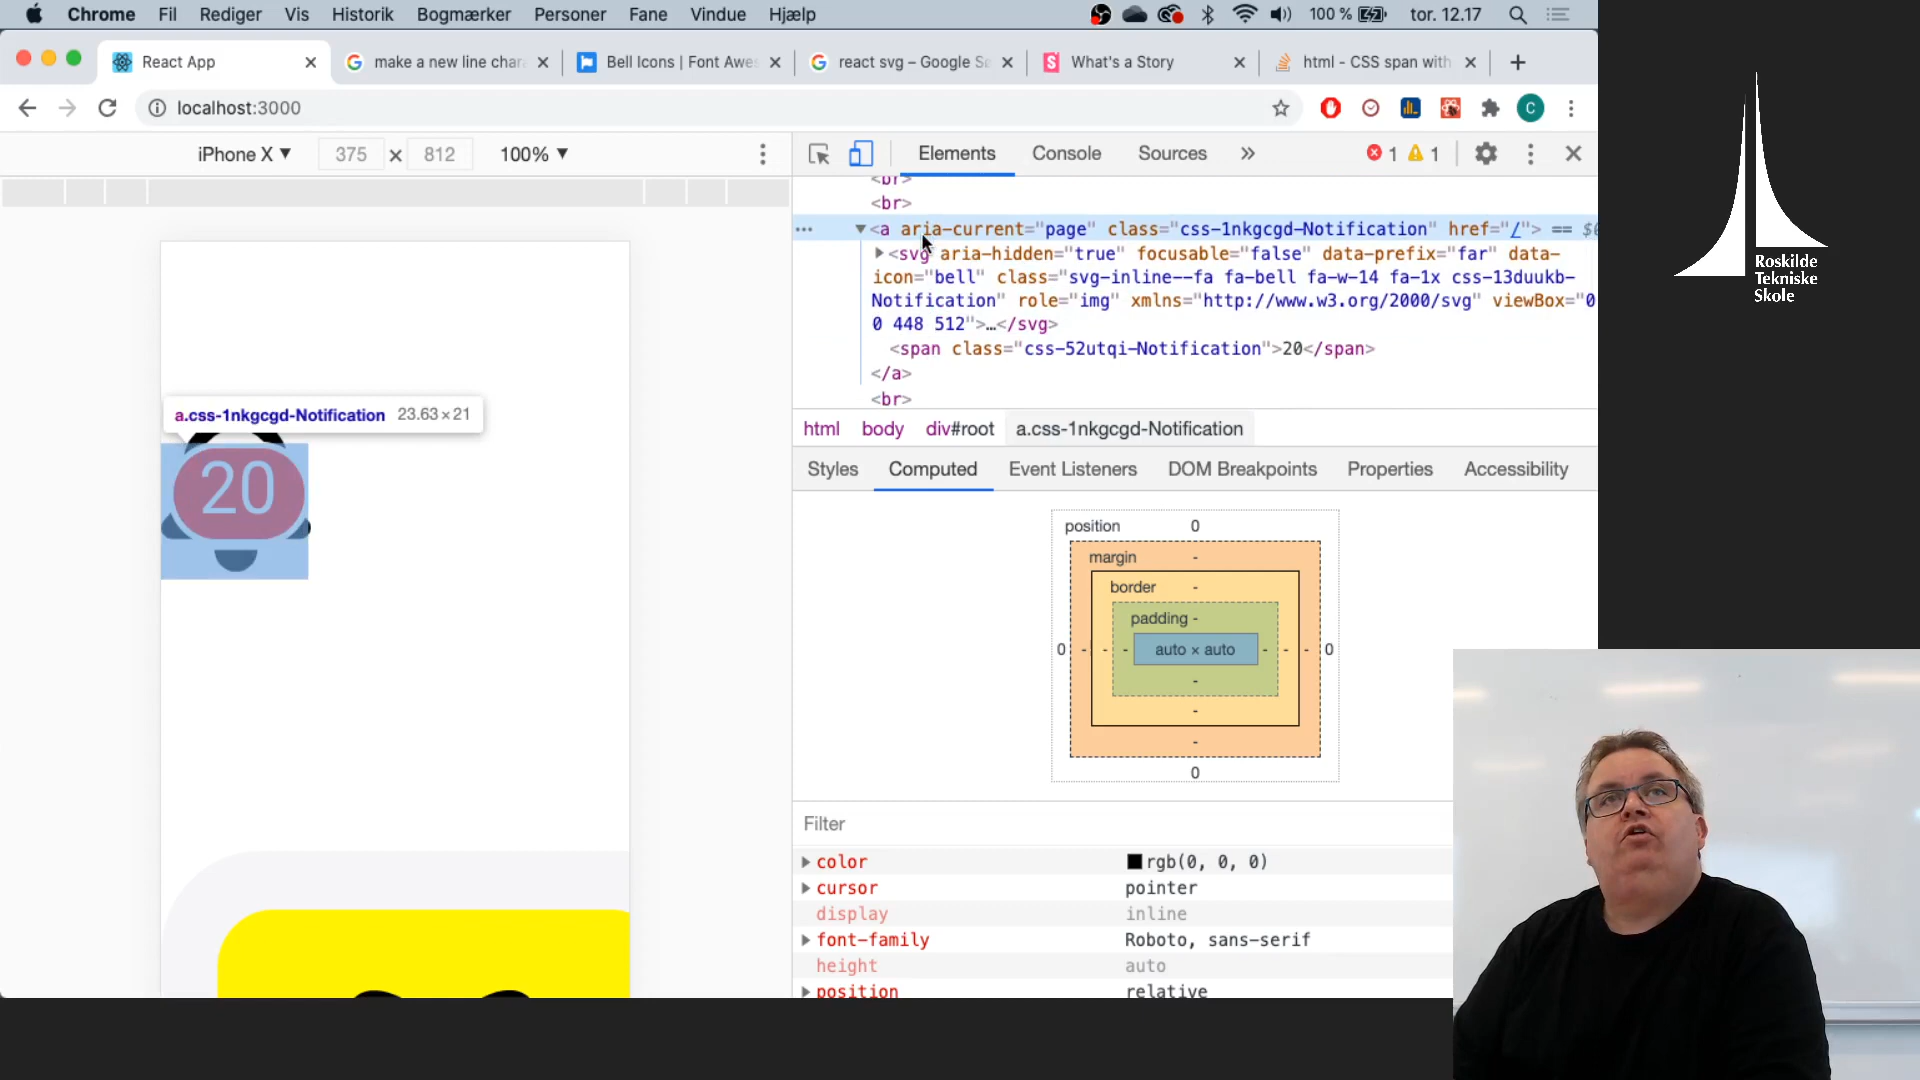 Chrome Fil Rediger Vis Historik Bogmærker Personer Fane Vindue Hjælp 100 % tor. 12.17
React App
make a new line chara
Bell Icons | Font Awes
react svg – Google Se
What's a Story
html - CSS span with
localhost:3000
C
iPhone X ▼ 375 × 812 100% ▼
Elements Console Sources » 1 1
<br>
<br>
<a aria-current="page" class="css-1nkgcgd-Notification" href="/"> == $0
<svg aria-hidden="true" focusable="false" data-prefix="far" data-
icon="bell" class="svg-inline--fa fa-bell fa-w-14 fa-1x css-13duukb-
Notification" role="img" xmlns="http://www.w3.org/2000/svg" viewBox="0
0 448 512">…</svg>
<span class="css-52utqi-Notification">20</span>
</a>
<br>
html body div#root a.css-1nkgcgd-Notification
a.css-1nkgcgd-Notification 23.63 × 21
20
Styles Computed Event Listeners DOM Breakpoints Properties Accessibility
position 0
margin -
border -
padding -
0 - - - auto × auto - - - 0
-
-
-
0
Filter
color rgb(0, 0, 0)
cursor pointer
display inline
font-family Roboto, sans-serif
height auto
position relative
Roskilde
Tekniske
Skole